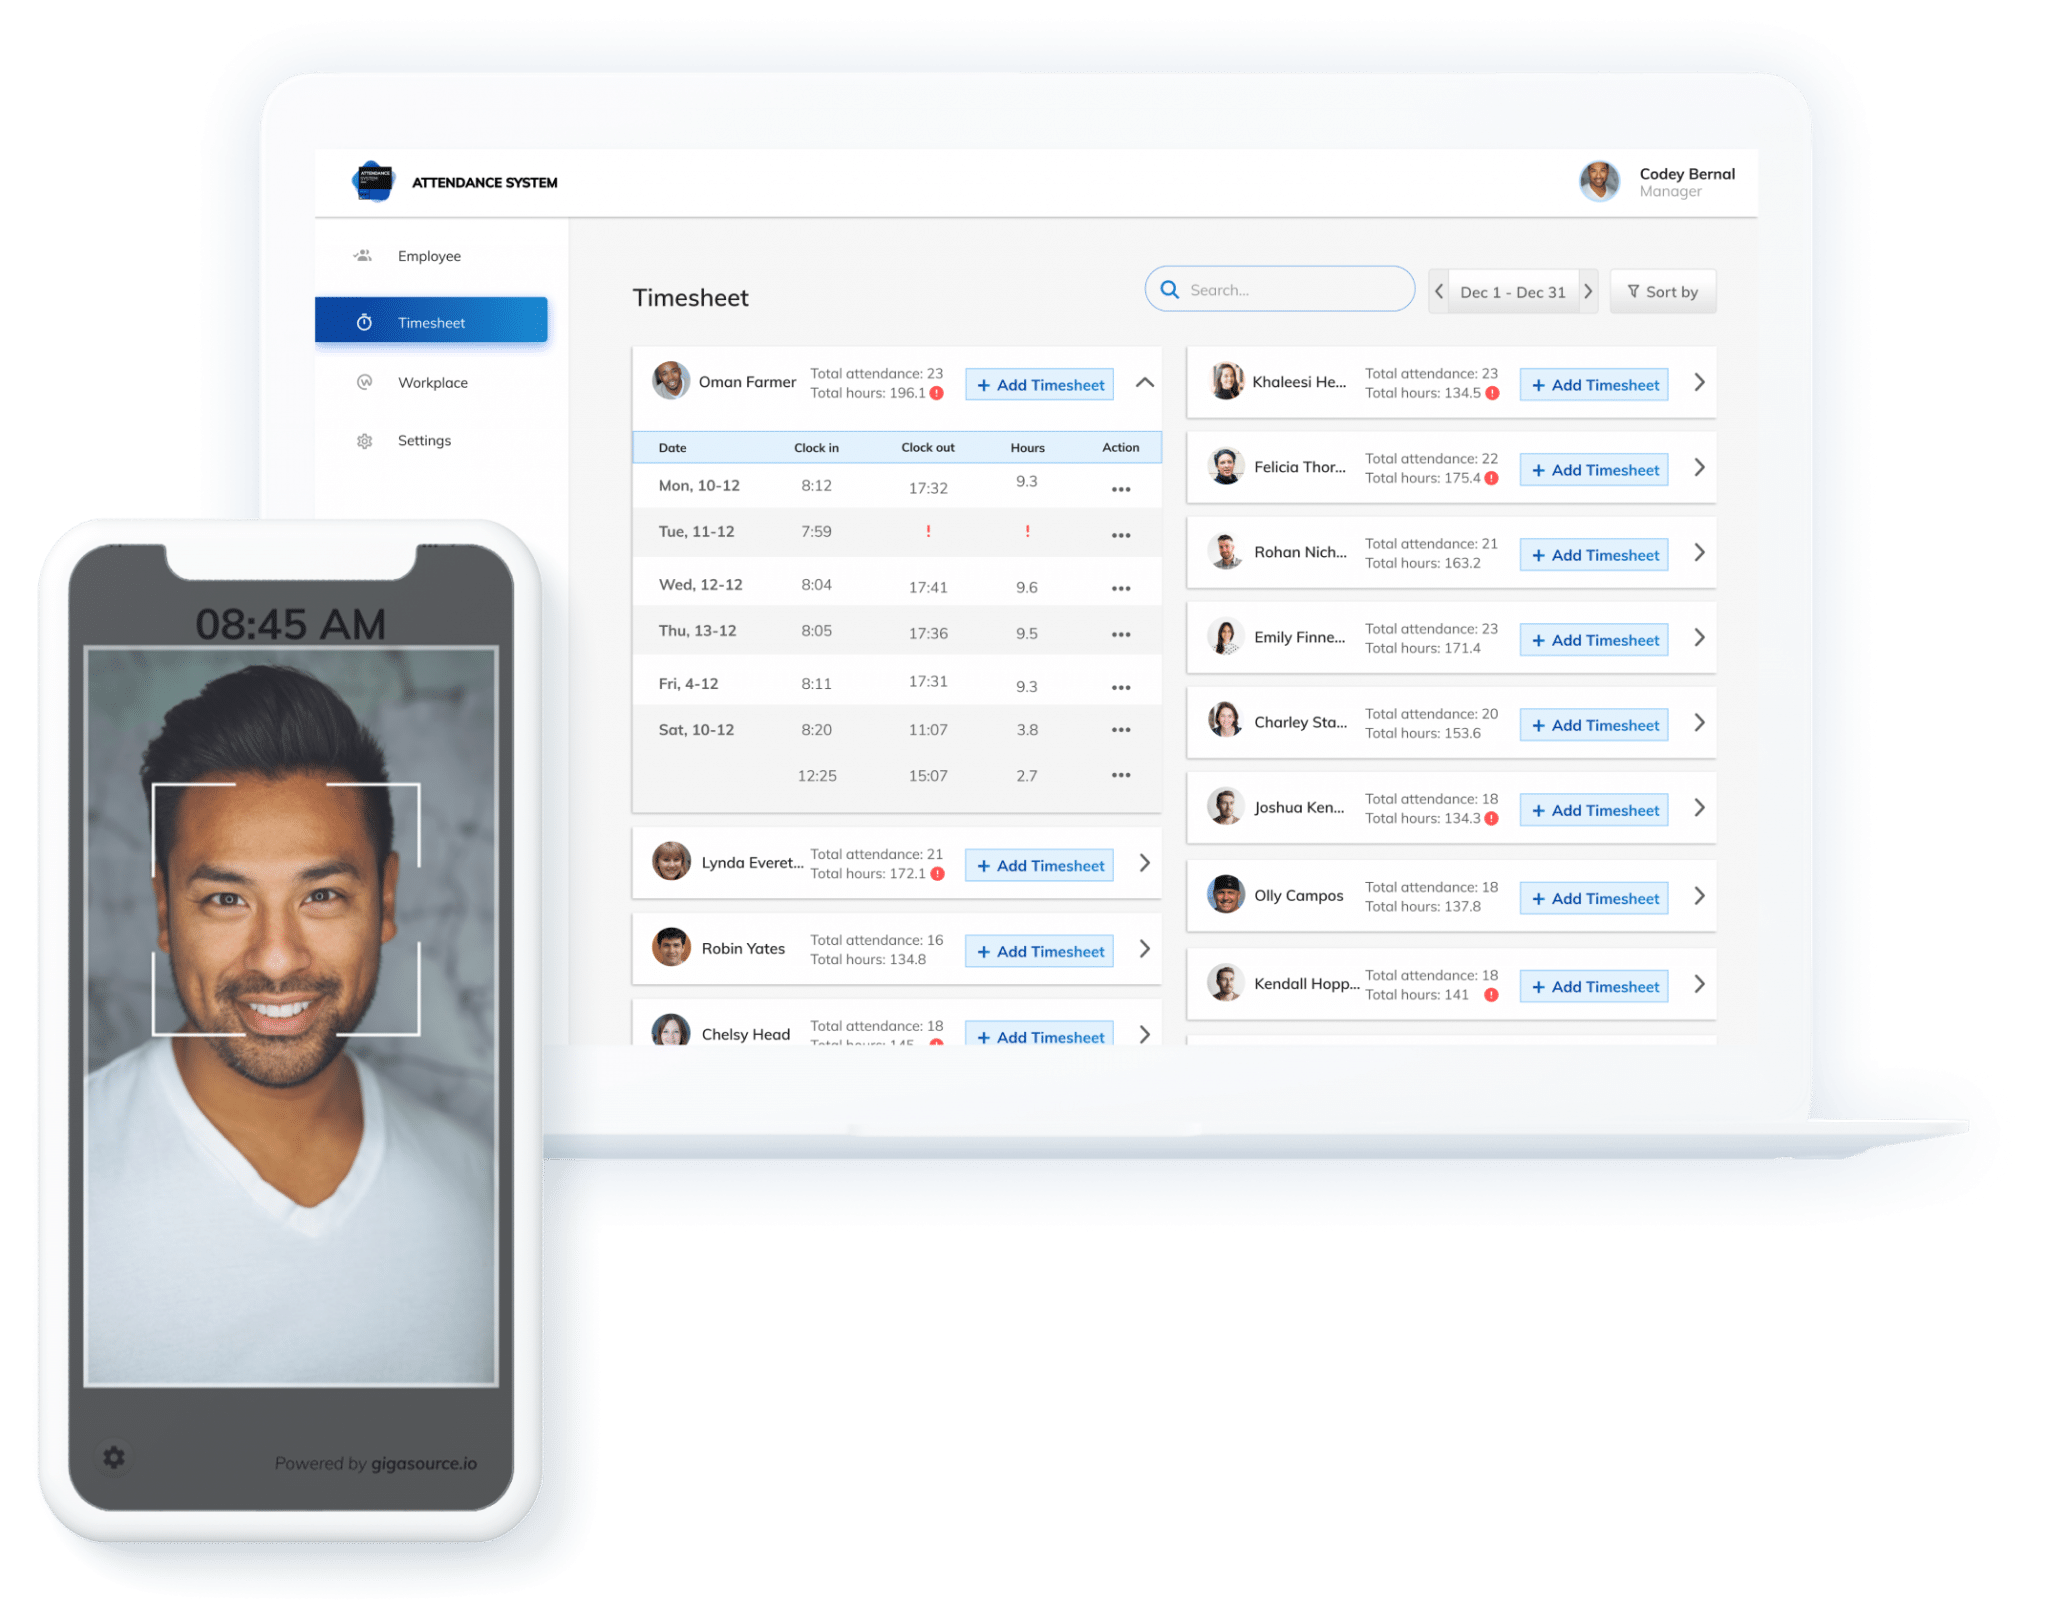 ATTENDANCE SYSTEM
Codey Bernal
Manager
Employee
Timesheet
Workplace
Settings
Timesheet
Search...
Dec 1 - Dec 31
Sort by
Oman Farmer
Total attendance: 23
Total hours: 196.1 !
+ Add Timesheet
Date Clock in Clock out Hours Action
Mon, 10-12 8:12 17:32 9.3 •••
Tue, 11-12 7:59 ! ! •••
Wed, 12-12 8:04 17:41 9.6 •••
Thu, 13-12 8:05 17:36 9.5 •••
Fri, 4-12 8:11 17:31 9.3 •••
Sat, 10-12 8:20 11:07 3.8 •••
12:25 15:07 2.7 •••
Lynda Everet...
Total attendance: 21
Total hours: 172.1 !
+ Add Timesheet
Robin Yates
Total attendance: 16
Total hours: 134.8
+ Add Timesheet
Chelsy Head
Total attendance: 18
Total hours: 145 !
+ Add Timesheet
Khaleesi He...
Total attendance: 23
Total hours: 134.5 !
+ Add Timesheet
Felicia Thor...
Total attendance: 22
Total hours: 175.4 !
+ Add Timesheet
Rohan Nich...
Total attendance: 21
Total hours: 163.2
+ Add Timesheet
Emily Finne...
Total attendance: 23
Total hours: 171.4
+ Add Timesheet
Charley Sta...
Total attendance: 20
Total hours: 153.6
+ Add Timesheet
Joshua Ken...
Total attendance: 18
Total hours: 134.3 !
+ Add Timesheet
Olly Campos
Total attendance: 18
Total hours: 137.8
+ Add Timesheet
Kendall Hopp...
Total attendance: 18
Total hours: 141 !
+ Add Timesheet
08:45 AM
Powered by gigasource.io